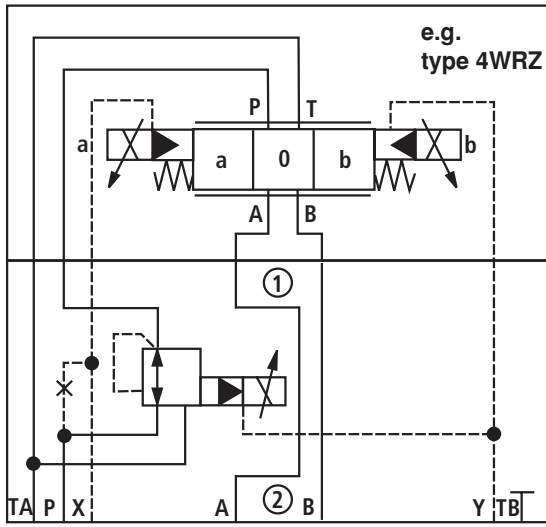 e.g.
type 4WRZ
P T
a a 0 b b
A B
①
②
TA P X A B Y TB